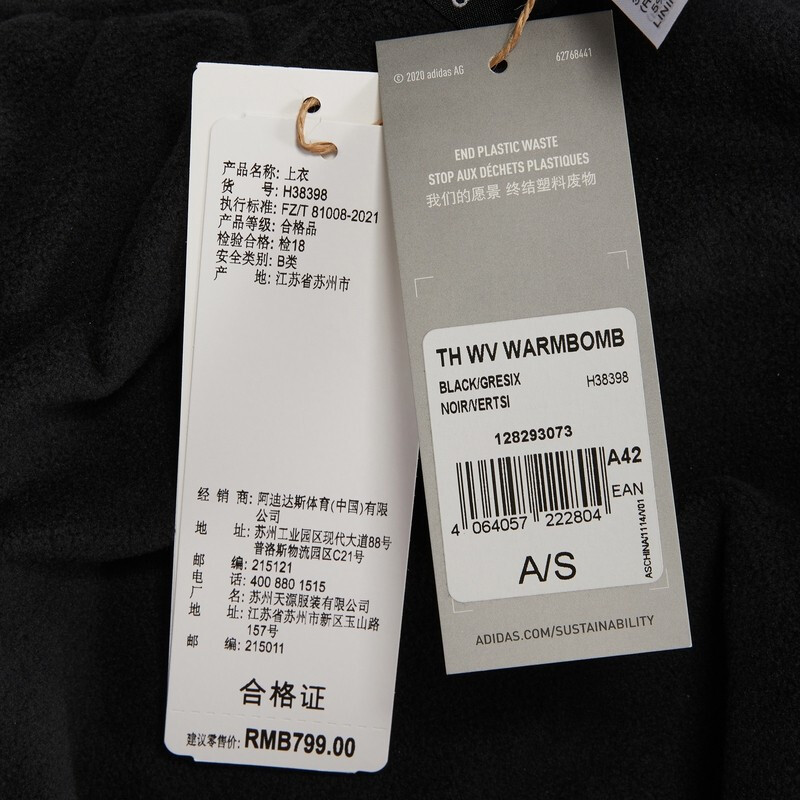 产品名称: 上衣
货 号: H38398
执行标准: FZ/T 81008-2021
产品等级: 合格品
检验合格: 检18
安全类别: B类
产 地: 江苏省苏州市
经 销 商: 阿迪达斯体育(中国)有限
公司
地 址: 苏州工业园区现代大道88号
普洛斯物流园区C21号
邮 编: 215121
电 话: 400 880 1515
厂 名: 苏州天源服装有限公司
地 址: 江苏省苏州市新区玉山路
157号
邮 编: 215011
合格证
建议零售价: RMB799.00
© 2020 adidas AG
62768441
END PLASTIC WASTE
STOP AUX DÉCHETS PLASTIQUES
我们的愿景 终结塑料废物
TH WV WARMBOMB
BLACK/GRESIX H38398
NOIR/VERTSI
128293073
A42
EAN
4 064057 222804
ASCHINA/1114/V01
A/S
ADIDAS.COM/SUSTAINABILITY